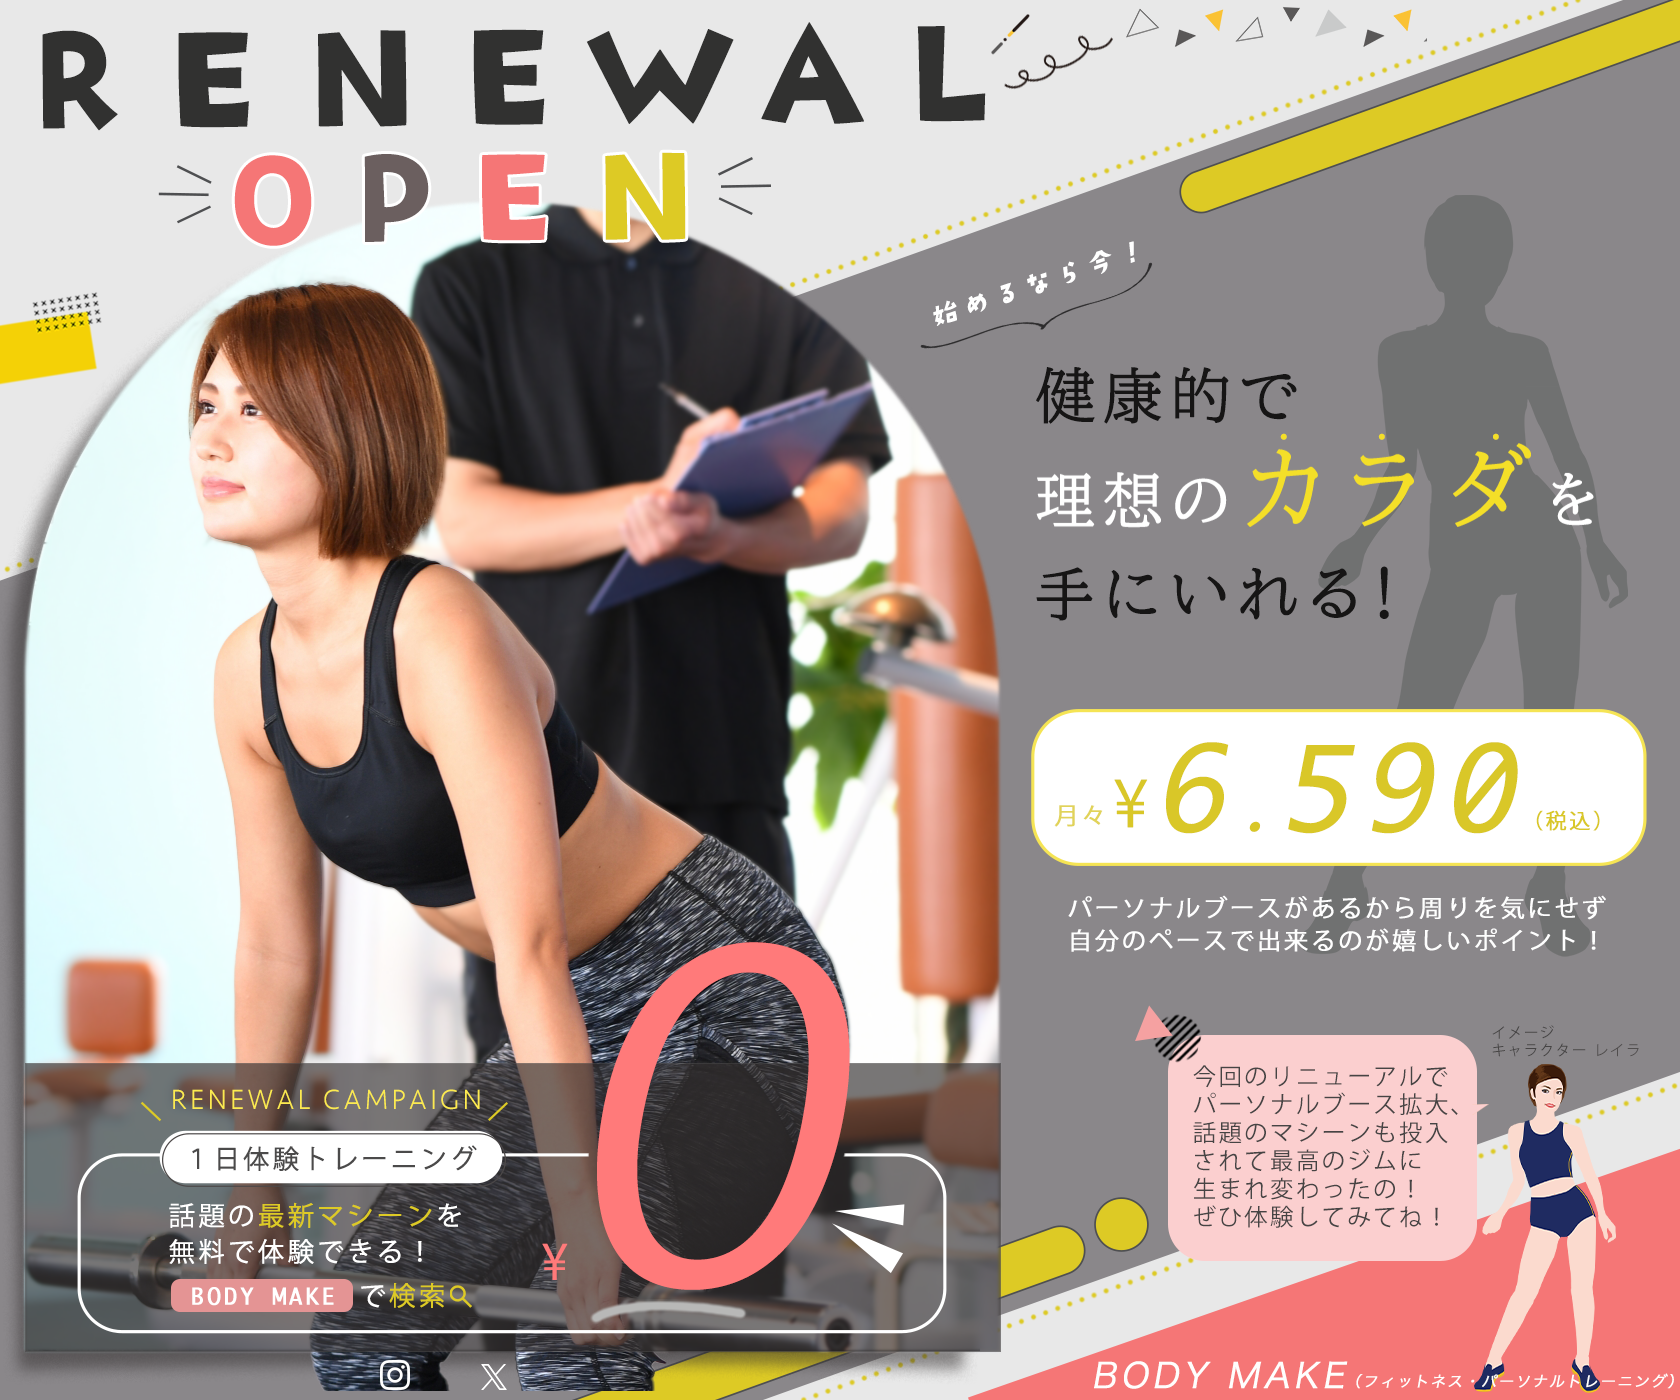 RENEWAL
OPEN
始めるなら今！
健康的で
理想のカラダを
手にいれる！
月々 ¥6.590（税込）
パーソナルブースがあるから周りを気にせず
自分のペースで出来るのが嬉しいポイント！
イメージ
キャラクター レイラ
今回のリニューアルで
パーソナルブース拡大、
話題のマシーンも投入
されて最高のジムに
生まれ変わったの！
ぜひ体験してみてね！
RENEWAL CAMPAIGN
1日体験トレーニング
話題の最新マシーンを
無料で体験できる！
BODY MAKE で検索
¥0
BODY MAKE（フィットネス・パーソナルトレーニング）